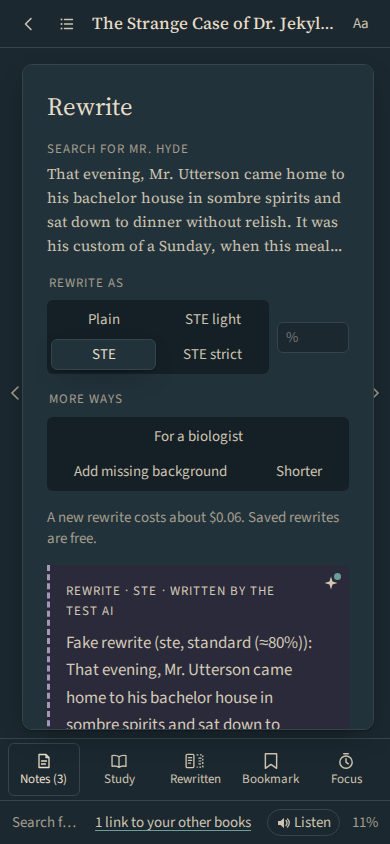 The Strange Case of Dr. Jekyl...
Aa
Rewrite
SEARCH FOR MR. HYDE
That evening, Mr. Utterson came home to
his bachelor house in sombre spirits and
sat down to dinner without relish. It was
his custom of a Sunday, when this meal...
REWRITE AS
Plain
STE light
%
STE
STE strict
MORE WAYS
For a biologist
Add missing background
Shorter
A new rewrite costs about $0.06. Saved rewrites
are free.
REWRITE · STE · WRITTEN BY THE
TEST AI
Fake rewrite (ste, standard (≈80%)):
That evening, Mr. Utterson came
home to his bachelor house in
sombre spirits and sat down to
Notes (3)
Study
Rewritten
Bookmark
Focus
Search f...
1 link to your other books
Listen
11%